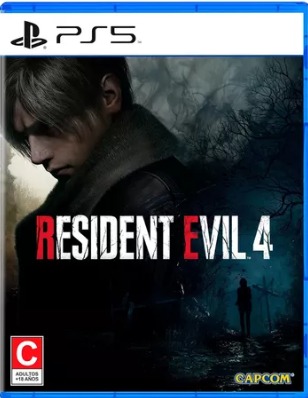 PS5
RESIDENT EVIL 4
C
ADULTOS
+18 AÑOS
CAPCOM